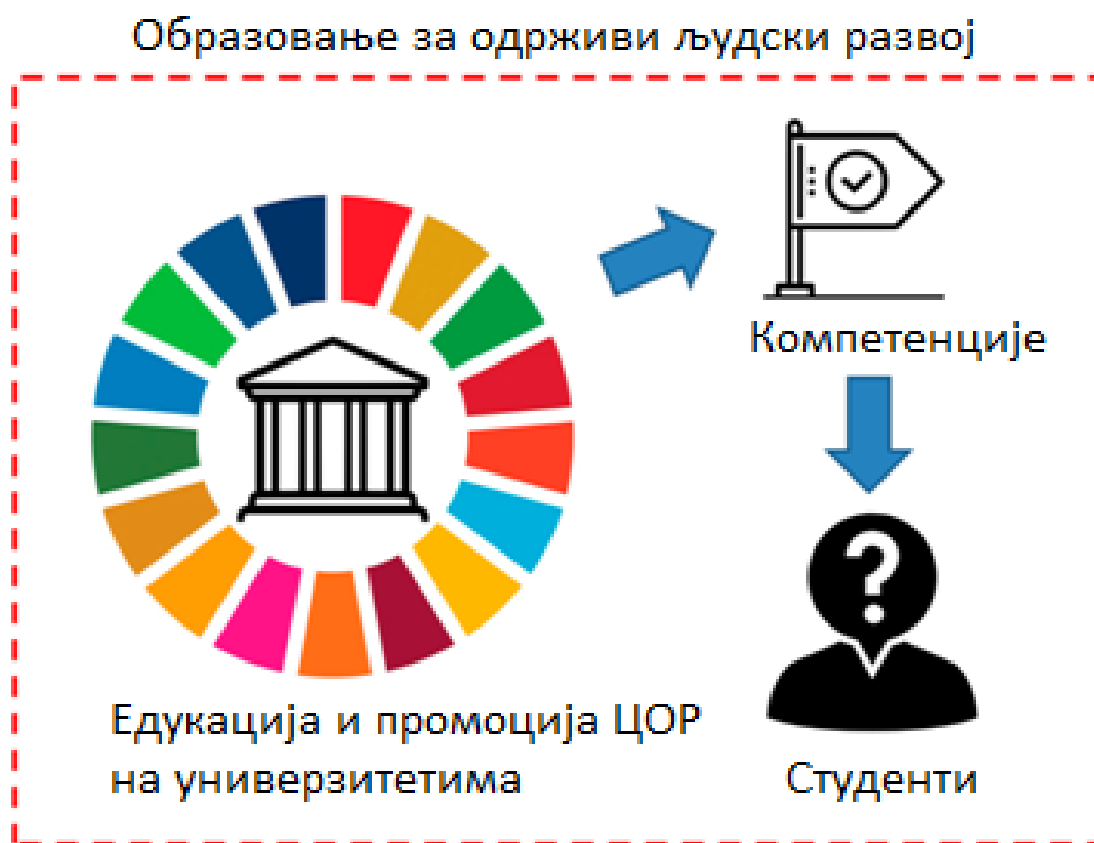 Образовање за одрживи људски развој
Компетенције
Едукација и промоција ЦОР
на универзитетима
Студенти